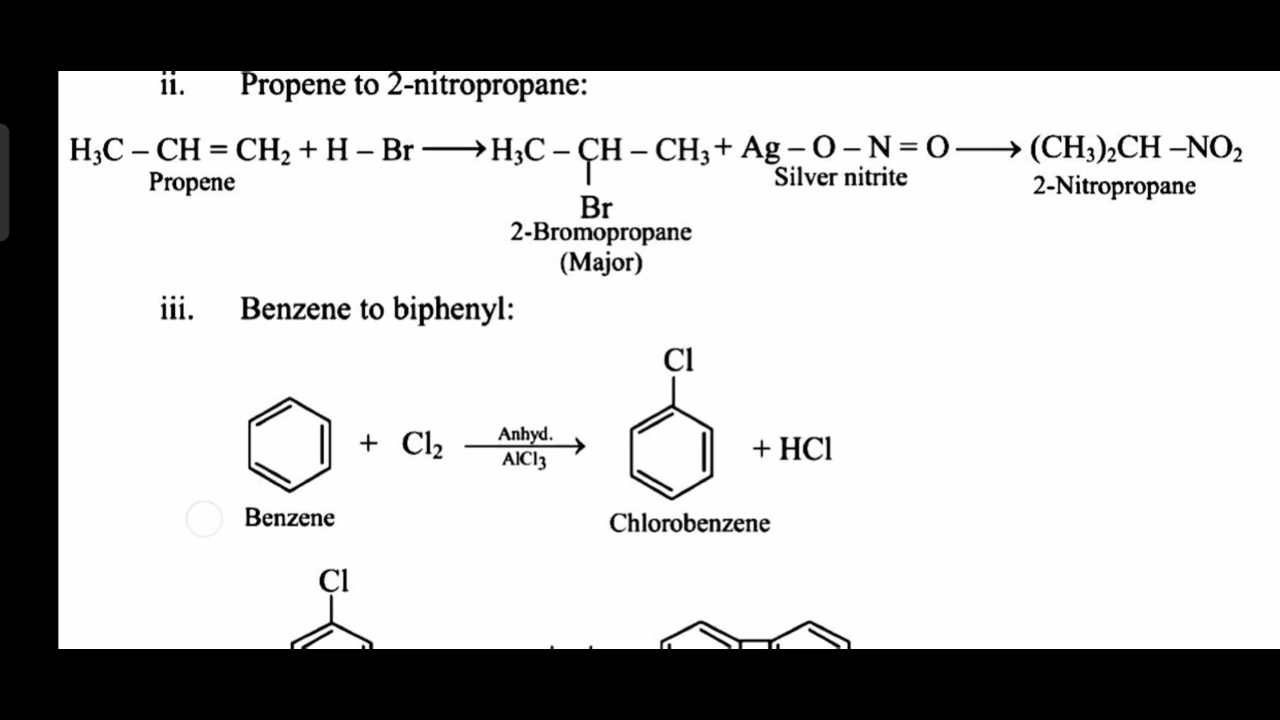 ii. Propene to 2-nitropropane:
H₃C – CH = CH₂ + H – Br ⟶ H₃C – CH – CH₃ + Ag – O – N = O ⟶ (CH₃)₂CH –NO₂
Propene Silver nitrite 2-Nitropropane
Br
2-Bromopropane
(Major)
iii. Benzene to biphenyl:
Cl
+ Cl₂ Anhyd. + HCl
AlCl₃
Benzene Chlorobenzene
Cl